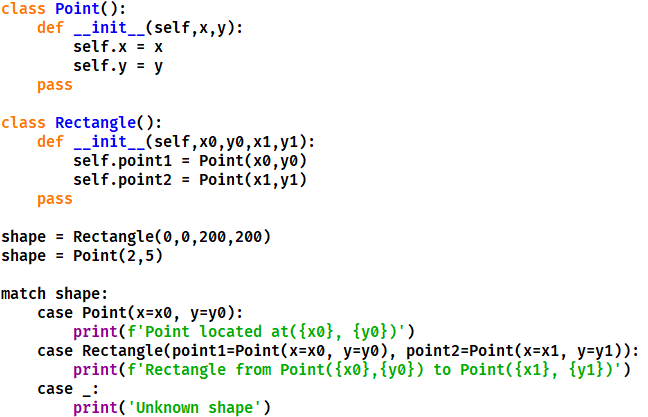 class Point():
    def __init__(self,x,y):
        self.x = x
        self.y = y
    pass

class Rectangle():
    def __init__(self,x0,y0,x1,y1):
        self.point1 = Point(x0,y0)
        self.point2 = Point(x1,y1)
    pass

shape = Rectangle(0,0,200,200)
shape = Point(2,5)

match shape:
    case Point(x=x0, y=y0):
        print(f'Point located at({x0}, {y0})')
    case Rectangle(point1=Point(x=x0, y=y0), point2=Point(x=x1, y=y1)):
        print(f'Rectangle from Point({x0},{y0}) to Point({x1}, {y1})')
    case _:
        print('Unknown shape')